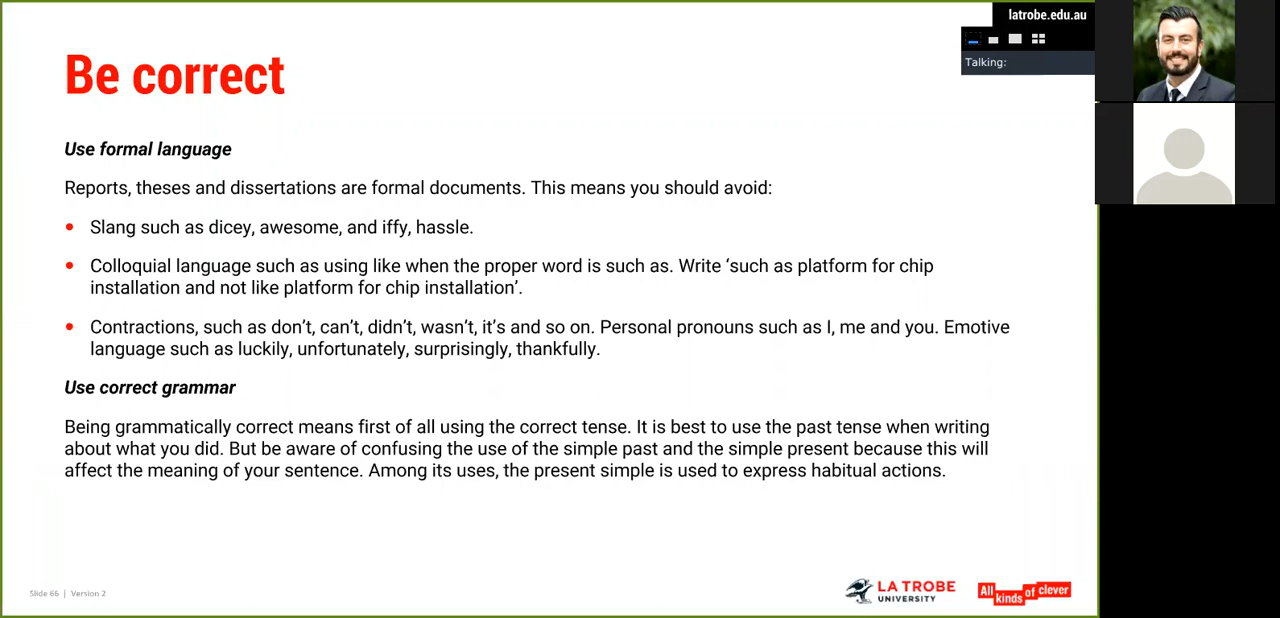 latrobe.edu.au
Talking:
Be correct
Use formal language
Reports, theses and dissertations are formal documents. This means you should avoid:
• Slang such as dicey, awesome, and iffy, hassle.
• Colloquial language such as using like when the proper word is such as. Write ‘such as platform for chip
installation and not like platform for chip installation’.
• Contractions, such as don’t, can’t, didn’t, wasn’t, it’s and so on. Personal pronouns such as I, me and you. Emotive
language such as luckily, unfortunately, surprisingly, thankfully.
Use correct grammar
Being grammatically correct means first of all using the correct tense. It is best to use the past tense when writing
about what you did. But be aware of confusing the use of the simple past and the simple present because this will
affect the meaning of your sentence. Among its uses, the present simple is used to express habitual actions.
Slide 66 | Version 2
LA TROBE
UNIVERSITY
All kinds of clever